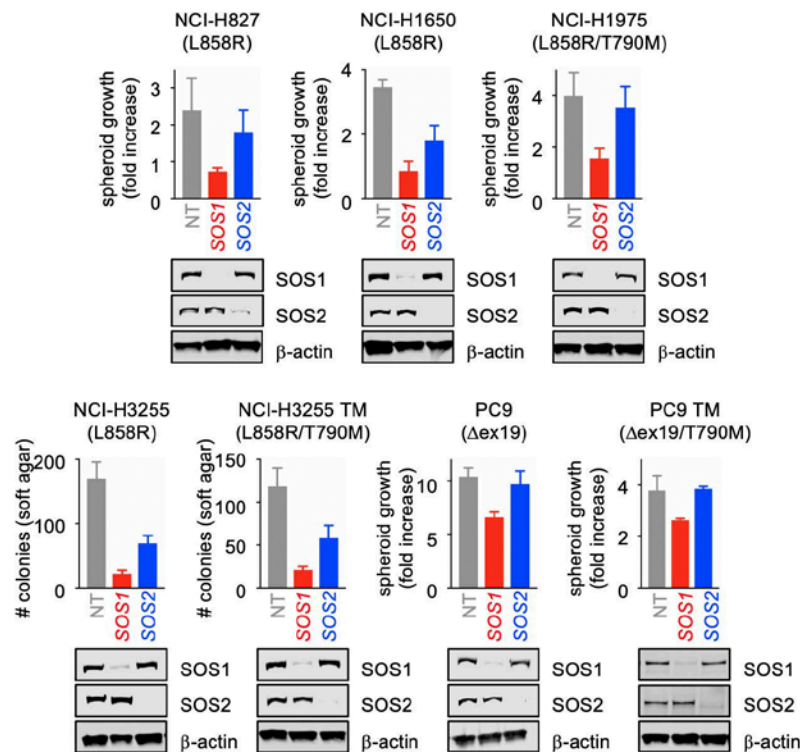 NCI-H827
(L858R)
NCI-H1650
(L858R)
NCI-H1975
(L858R/T790M)
spheroid growth
(fold increase)
3
2
1
0
NT
SOS1
SOS2
spheroid growth
(fold increase)
4
2
0
NT
SOS1
SOS2
spheroid growth
(fold increase)
4
2
0
NT
SOS1
SOS2
SOS1
SOS2
β-actin
SOS1
SOS2
β-actin
SOS1
SOS2
β-actin
NCI-H3255
(L858R)
NCI-H3255 TM
(L858R/T790M)
PC9
(Δex19)
PC9 TM
(Δex19/T790M)
# colonies (soft agar)
200
100
0
NT
SOS1
SOS2
# colonies (soft agar)
150
100
50
0
NT
SOS1
SOS2
spheroid growth
(fold increase)
10
5
0
NT
SOS1
SOS2
spheroid growth
(fold increase)
4
2
0
NT
SOS1
SOS2
SOS1
SOS2
β-actin
SOS1
SOS2
β-actin
SOS1
SOS2
β-actin
SOS1
SOS2
β-actin